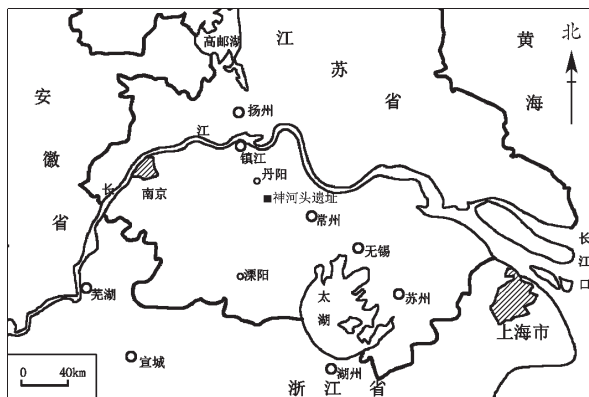 高邮湖
江
苏
省
黄
海
北
安
徽
省
扬州
长
江
镇江
丹阳
南京
神河头遗址
常州
无锡
溧阳
太
湖
苏州
长
江
口
上海市
芜湖
宣城
湖州
浙江省
0 40km